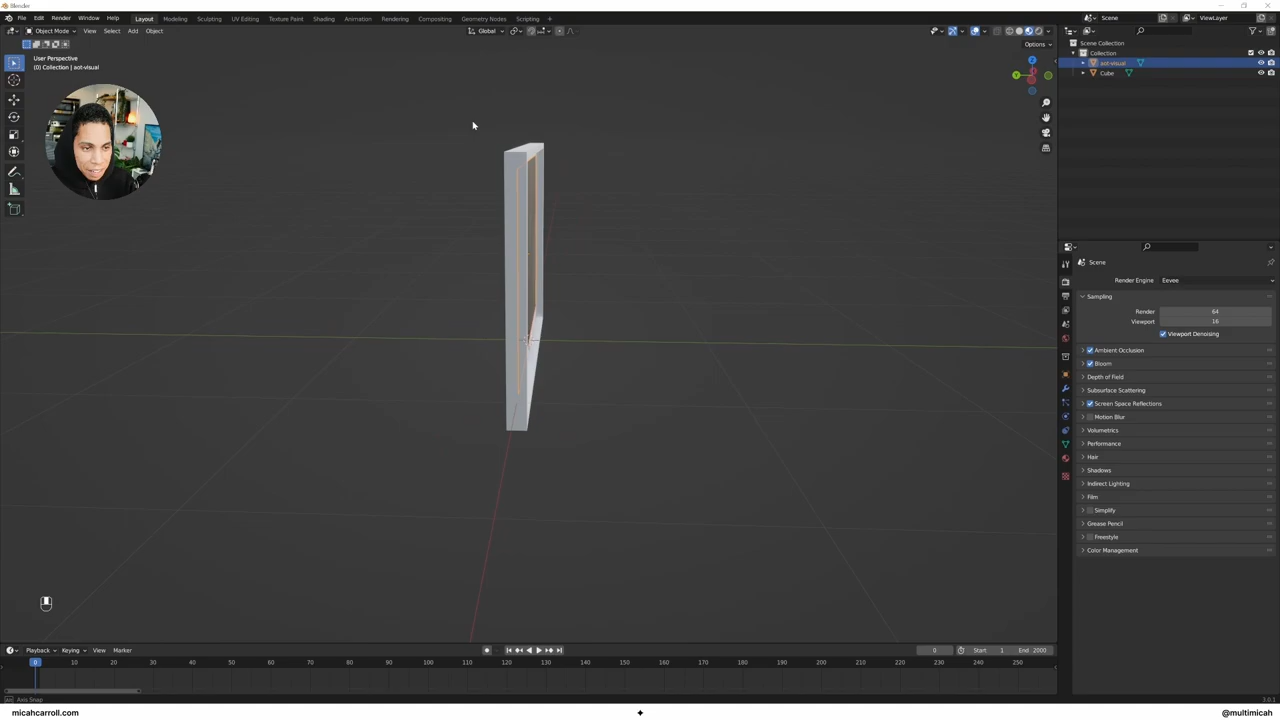 Blender
File Edit Render Window Help Layout Modeling Sculpting UV Editing Texture Paint Shading Animation Rendering Compositing Geometry Nodes Scripting Scene ViewLayer
Object Mode View Select Add Object Global
Options
User Perspective
(0) Collection | aot-visual
Scene Collection
Collection
aot-visual
Cube
Scene
Render Engine Eevee
Sampling
Render 64
Viewport 16
Viewport Denoising
Ambient Occlusion
Bloom
Depth of Field
Subsurface Scattering
Screen Space Reflections
Motion Blur
Volumetrics
Performance
Hair
Shadows
Indirect Lighting
Film
Simplify
Grease Pencil
Freestyle
Color Management
Playback Keying View Marker 0 Start 1 End 2000
0 10 20 30 40 50 60 70 80 90 100 110 120 130 140 150 160 170 180 190 200 210 220 230 240 250
Axis Snap 3.0.1
micahcarroll.com @multimicah